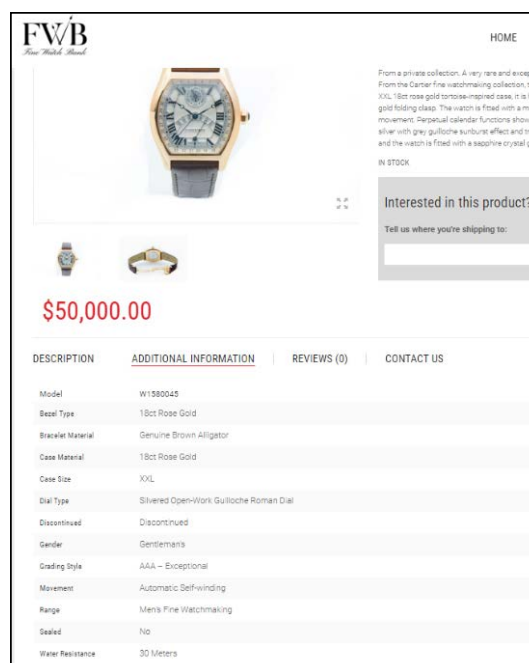 FWB
Fine Watch Bank
HOME
From a private collection. A very rare and excep
From the Cartier fine watchmaking collection, t
XXL 18ct rose gold tortoise-inspired case, it is
gold folding clasp. The watch is fitted with a m
movement. Perpetual calendar functions show
silver with grey guilloche sunburst effect and tr
and the watch is fitted with a sapphire crystal g
IN STOCK
Interested in this product?
Tell us where you're shipping to:
$50,000.00
DESCRIPTION
ADDITIONAL INFORMATION
REVIEWS (0)
CONTACT US
Model W1580045
Bezel Type 18ct Rose Gold
Bracelet Material Genuine Brown Alligator
Case Material 18ct Rose Gold
Case Size XXL
Dial Type Silvered Open-Work Guilloche Roman Dial
Discontinued Discontinued
Gender Gentleman's
Grading Style AAA – Exceptional
Movement Automatic Self-winding
Range Men's Fine Watchmaking
Sealed No
Water Resistance 30 Meters